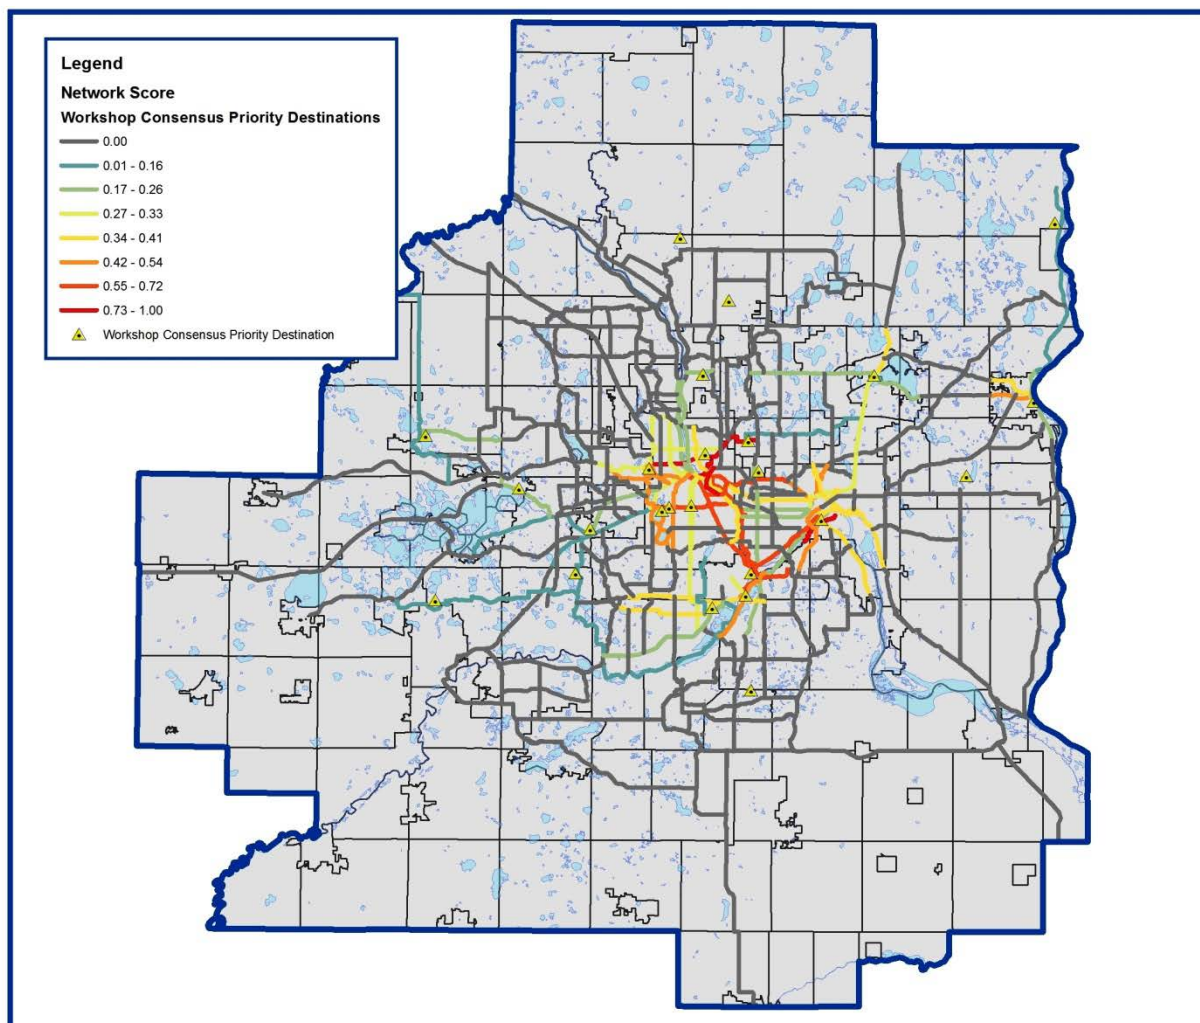 Legend
Network Score
Workshop Consensus Priority Destinations
0.00
0.01 - 0.16
0.17 - 0.26
0.27 - 0.33
0.34 - 0.41
0.42 - 0.54
0.55 - 0.72
0.73 - 1.00
Workshop Consensus Priority Destination